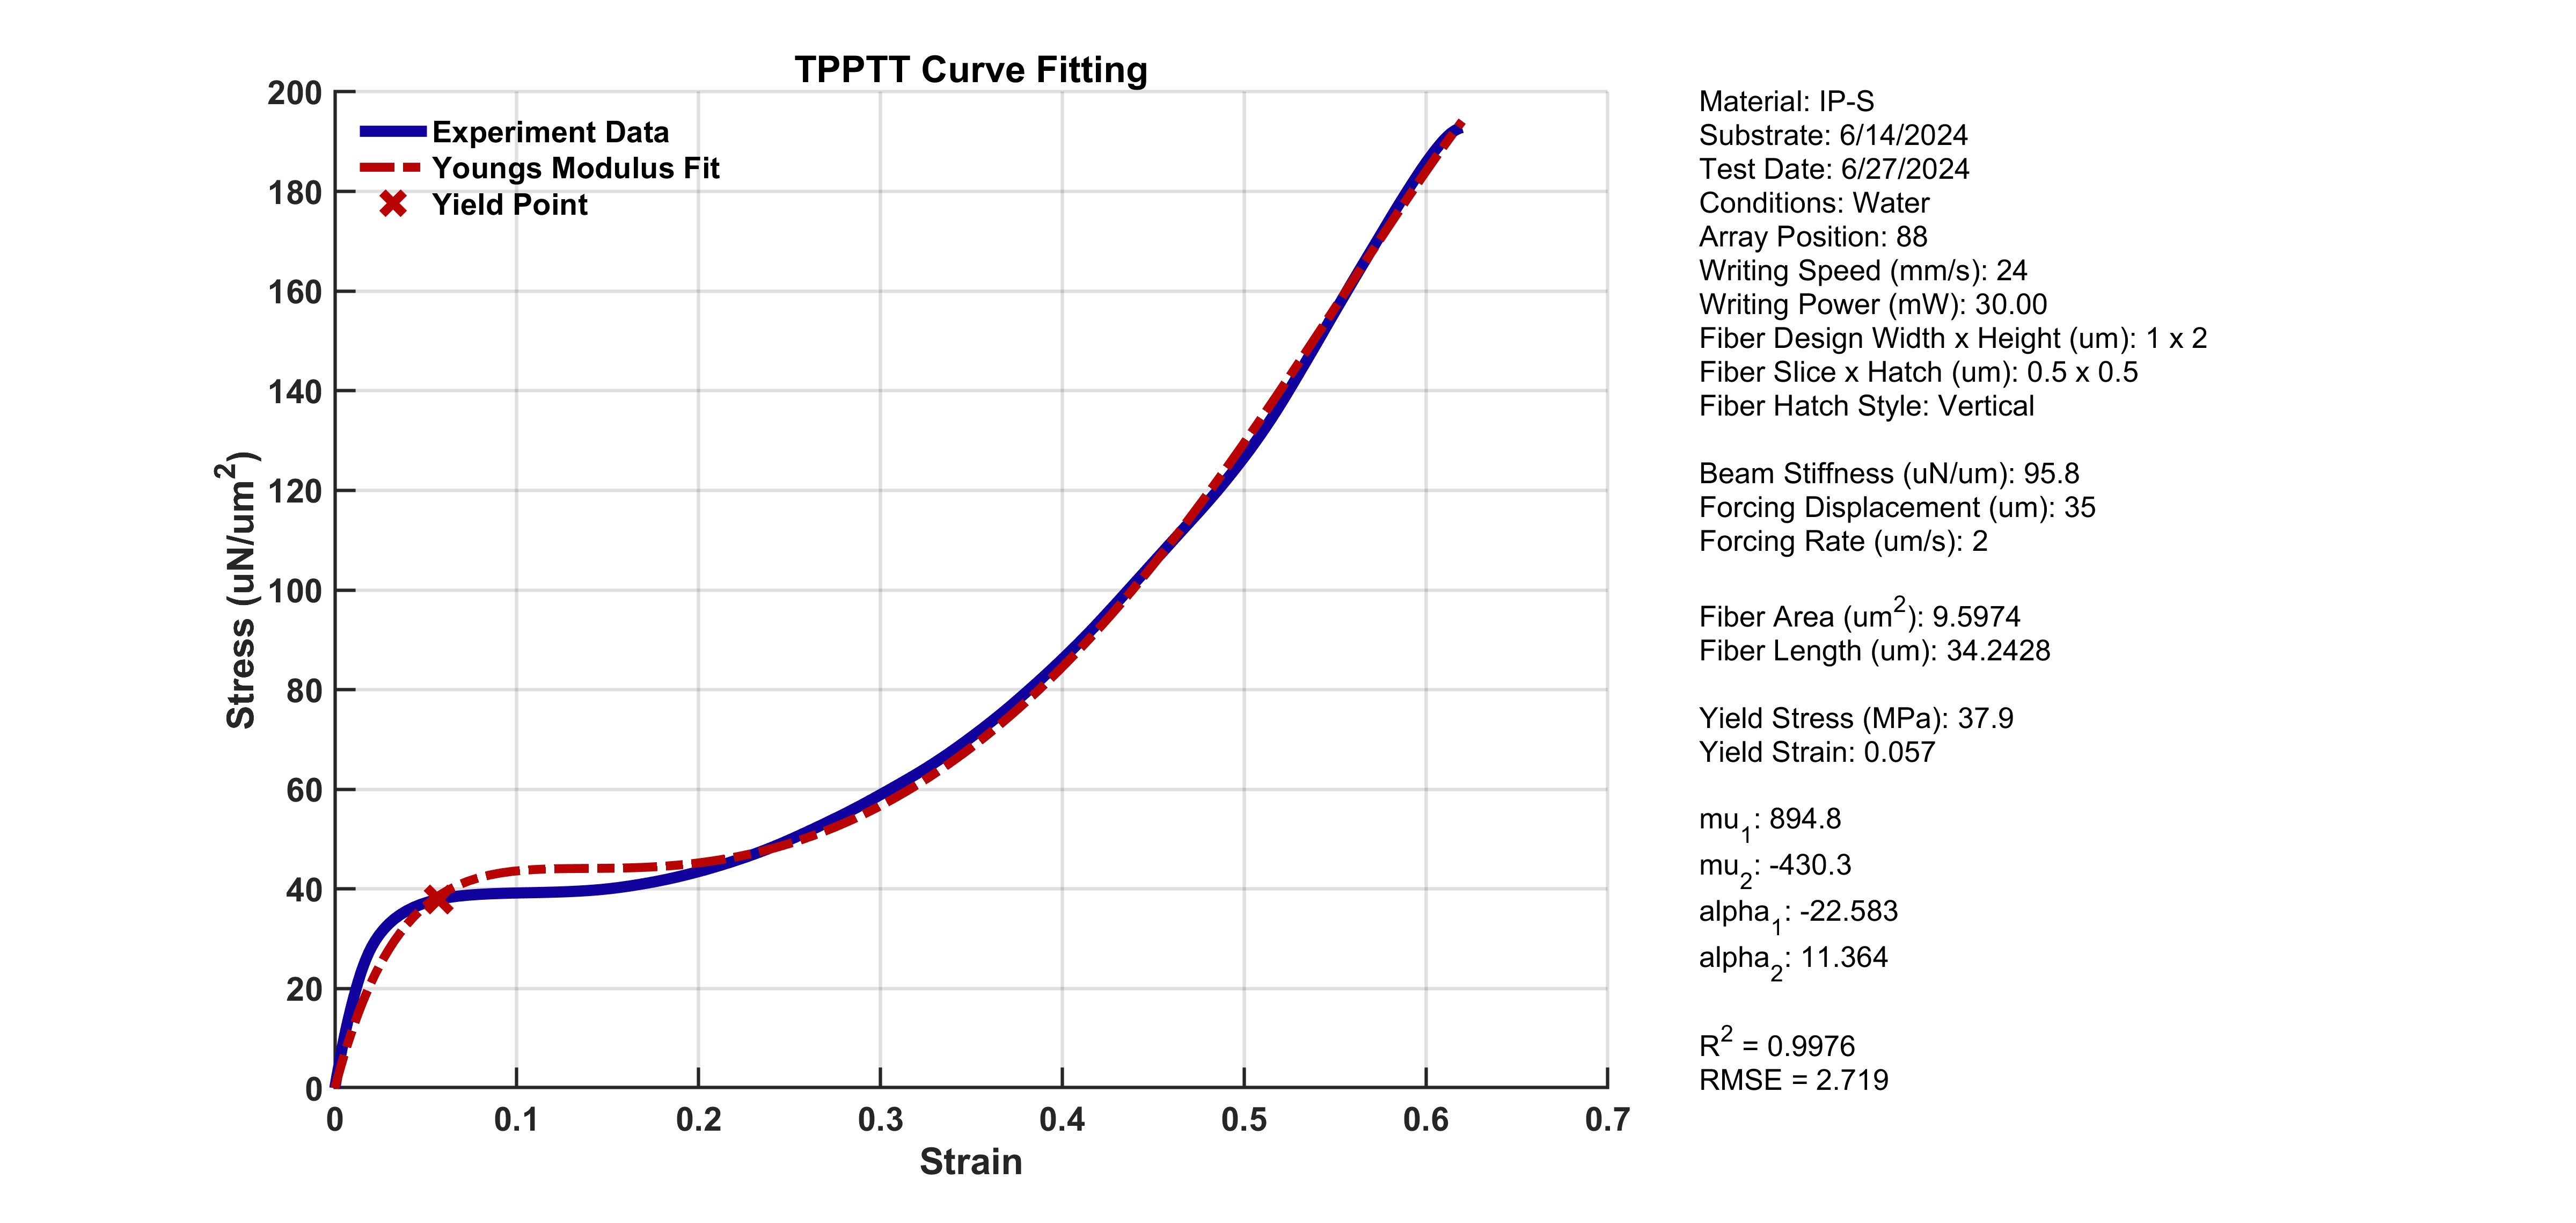 TPPTT Curve Fitting
200
180
160
140
120
100
80
60
40
20
0
Stress (uN/um²)
Experiment Data
Youngs Modulus Fit
Yield Point
0 0.1 0.2 0.3 0.4 0.5 0.6 0.7
Strain
Material: IP-S
Substrate: 6/14/2024
Test Date: 6/27/2024
Conditions: Water
Array Position: 88
Writing Speed (mm/s): 24
Writing Power (mW): 30.00
Fiber Design Width x Height (um): 1 x 2
Fiber Slice x Hatch (um): 0.5 x 0.5
Fiber Hatch Style: Vertical
Beam Stiffness (uN/um): 95.8
Forcing Displacement (um): 35
Forcing Rate (um/s): 2
Fiber Area (um²): 9.5974
Fiber Length (um): 34.2428
Yield Stress (MPa): 37.9
Yield Strain: 0.057
mu₁: 894.8
mu₂: -430.3
alpha₁: -22.583
alpha₂: 11.364
R² = 0.9976
RMSE = 2.719